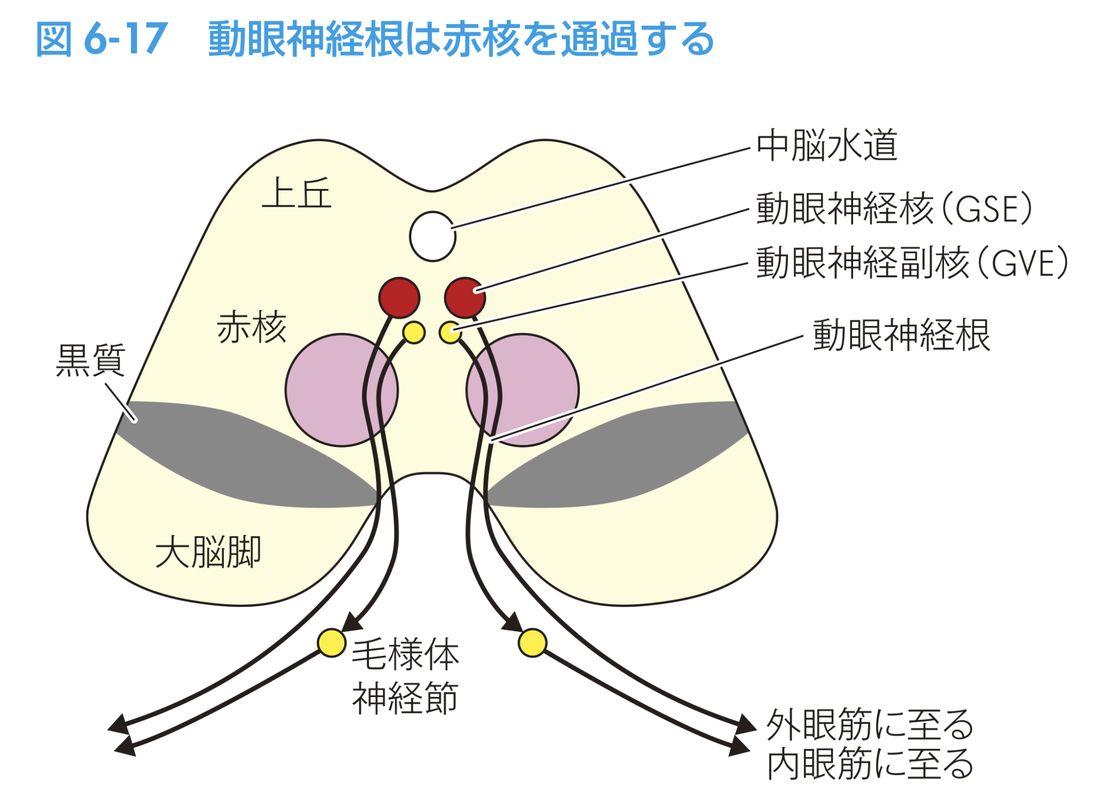 図 6-17　動眼神経根は赤核を通過する
中脳水道
上丘
動眼神経核(GSE)
動眼神経副核(GVE)
赤核
動眼神経根
黒質
大脳脚
毛様体
神経節
外眼筋に至る
内眼筋に至る